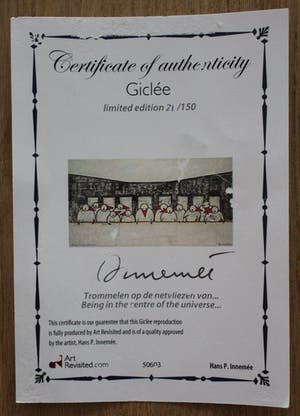 Certificate of authenticity
Giclée
limited edition 21/150
Innemée
Trommelen op de netvliezen van...
Being in the centre of the universe...
This certificate is our guarentee that this Giclée reproduction
is fully produced by Art Revisited and is of a quality approved
by the artist, Hans P. Innemée.
Art
Revisited.com
50603
Hans P. Innemée